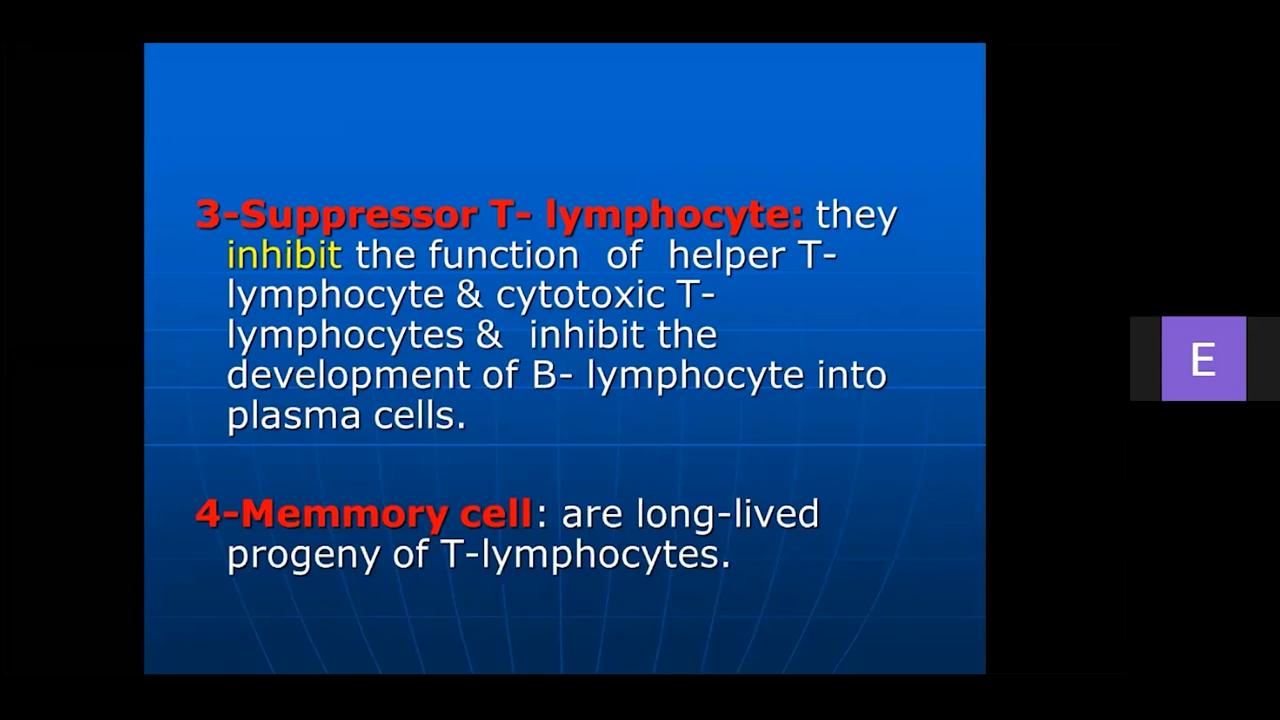 3-Suppressor T- lymphocyte: they
inhibit the function of helper T-
lymphocyte & cytotoxic T-
lymphocytes & inhibit the
development of B- lymphocyte into
plasma cells.
4-Memmory cell: are long-lived
progeny of T-lymphocytes.
E